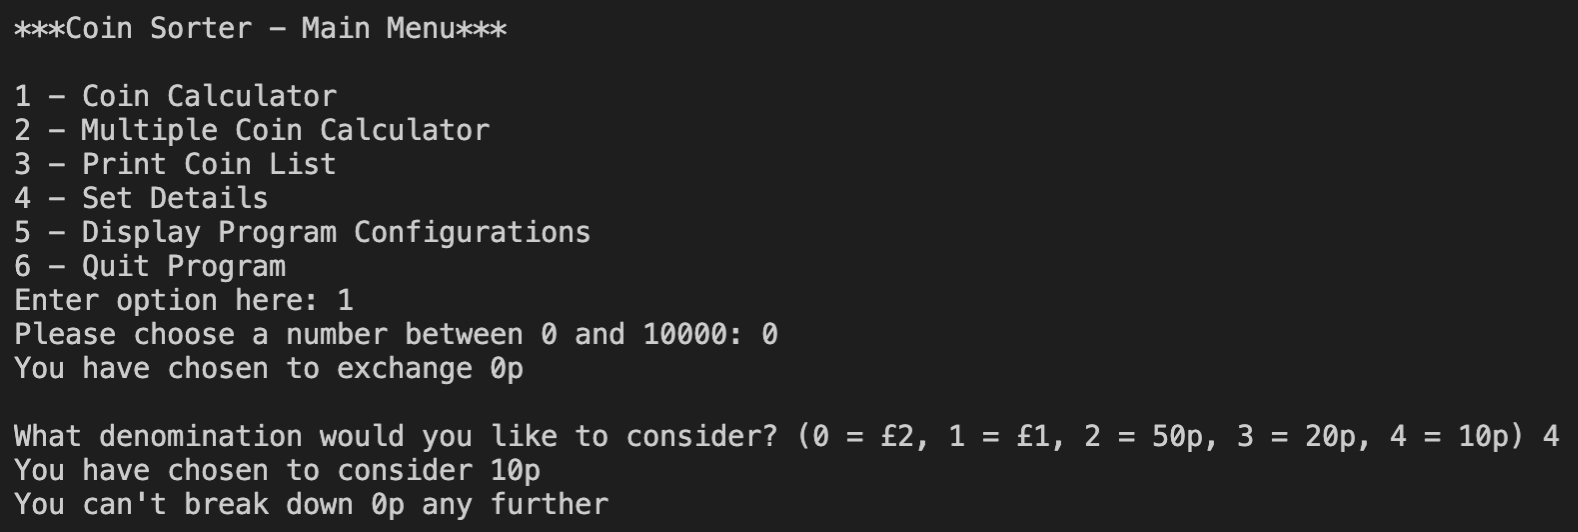 ***Coin Sorter – Main Menu***
1 – Coin Calculator
2 – Multiple Coin Calculator
3 – Print Coin List
4 – Set Details
5 – Display Program Configurations
6 – Quit Program
Enter option here: 1
Please choose a number between 0 and 10000: 0
You have chosen to exchange 0p
What denomination would you like to consider? (0 = £2, 1 = £1, 2 = 50p, 3 = 20p, 4 = 10p) 4
You have chosen to consider 10p
You can't break down 0p any further